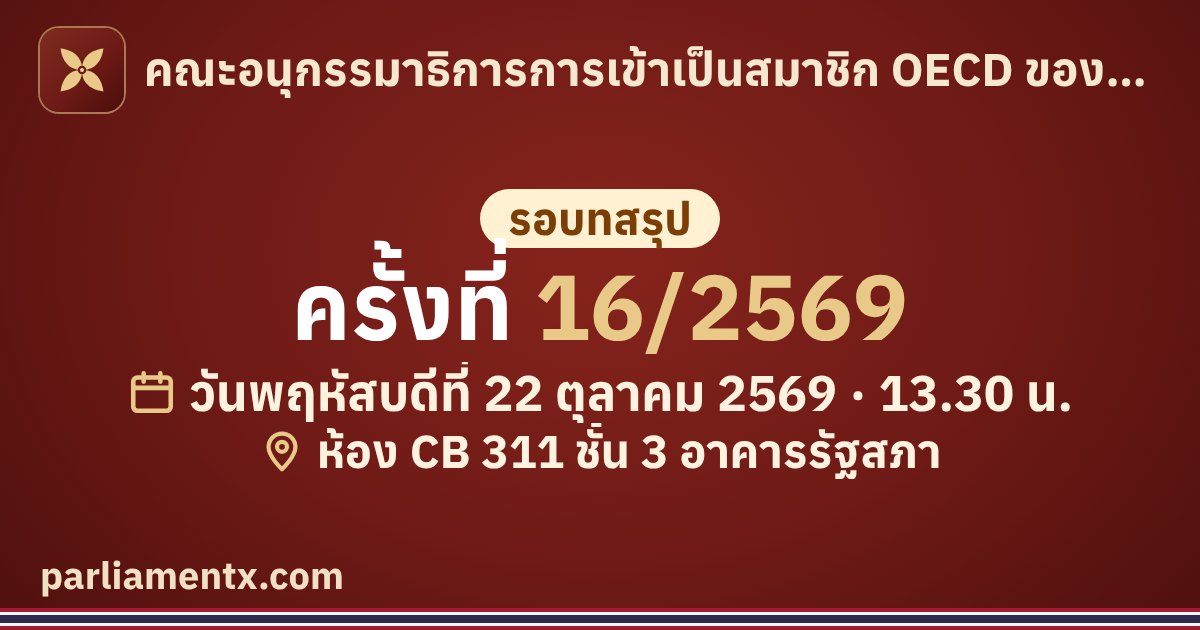 คณะอนุกรรมาธิการการเข้าเป็นสมาชิก OECD ของ...
รอบทสรุป
ครั้งที่ 16/2569
วันพฤหัสบดีที่ 22 ตุลาคม 2569 · 13.30 น.
ห้อง CB 311 ชั้น 3 อาคารรัฐสภา
parliamentx.com